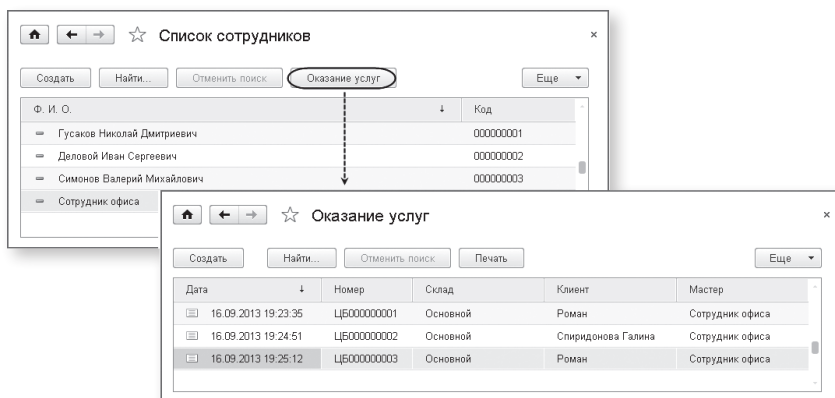 Список сотрудников
Создать Найти... Отменить поиск Оказание услуг Еще
Ф. И. О. Код
Гусаков Николай Дмитриевич 000000001
Деловой Иван Сергеевич 000000002
Симонов Валерий Михайлович 000000003
Сотрудник офиса
Оказание услуг
Создать Найти... Отменить поиск Печать Еще
Дата Номер Склад Клиент Мастер
16.09.2013 19:23:35 ЦБ000000001 Основной Роман Сотрудник офиса
16.09.2013 19:24:51 ЦБ000000002 Основной Спиридонова Галина Сотрудник офиса
16.09.2013 19:25:12 ЦБ000000003 Основной Роман Сотрудник офиса